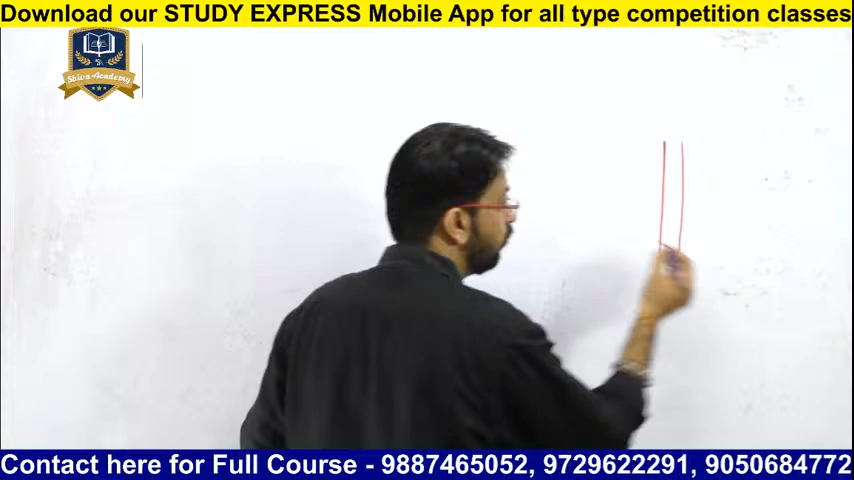 Download our STUDY EXPRESS Mobile App for all type competition classes
Shiva Academy
Contact here for Full Course - 9887465052, 9729622291, 9050684772